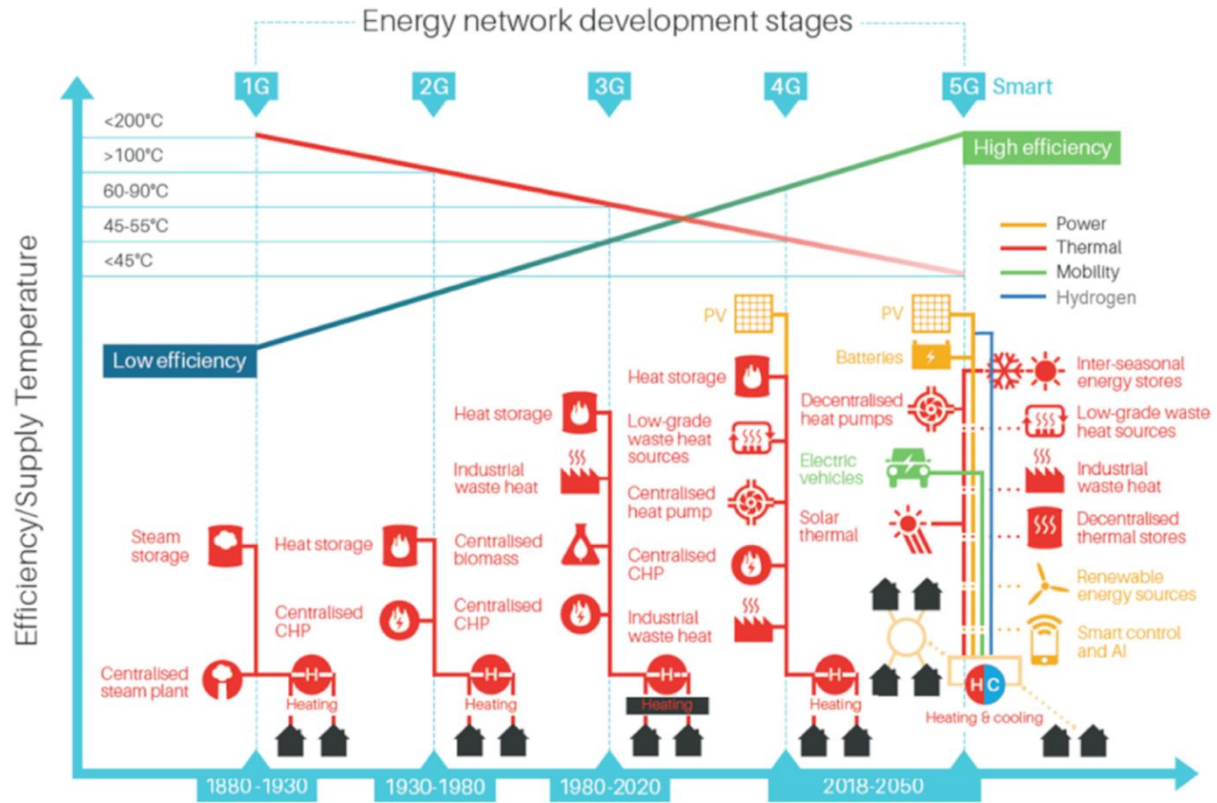 Energy network development stages
1G
2G
3G
4G
5G
Smart
<200°C
>100°C
60-90°C
45-55°C
<45°C
Efficiency/Supply Temperature
High efficiency
Low efficiency
Power
Thermal
Mobility
Hydrogen
Steam
storage
Centralised
steam plant
H
Heating
Heat storage
Centralised
CHP
H
Heating
Heat storage
Industrial
waste heat
Centralised
biomass
Centralised
CHP
H
Heating
PV
Heat storage
Low-grade
waste heat
sources
Centralised
heat pump
Centralised
CHP
Industrial
waste heat
H
Heating
PV
Batteries
Decentralised
heat pumps
Electric
vehicles
Solar
thermal
Inter-seasonal
energy stores
Low-grade waste
heat sources
Industrial
waste heat
Decentralised
thermal stores
Renewable
energy sources
Smart control
and AI
H C
Heating & cooling
1880-1930
1930-1980
1980-2020
2018-2050